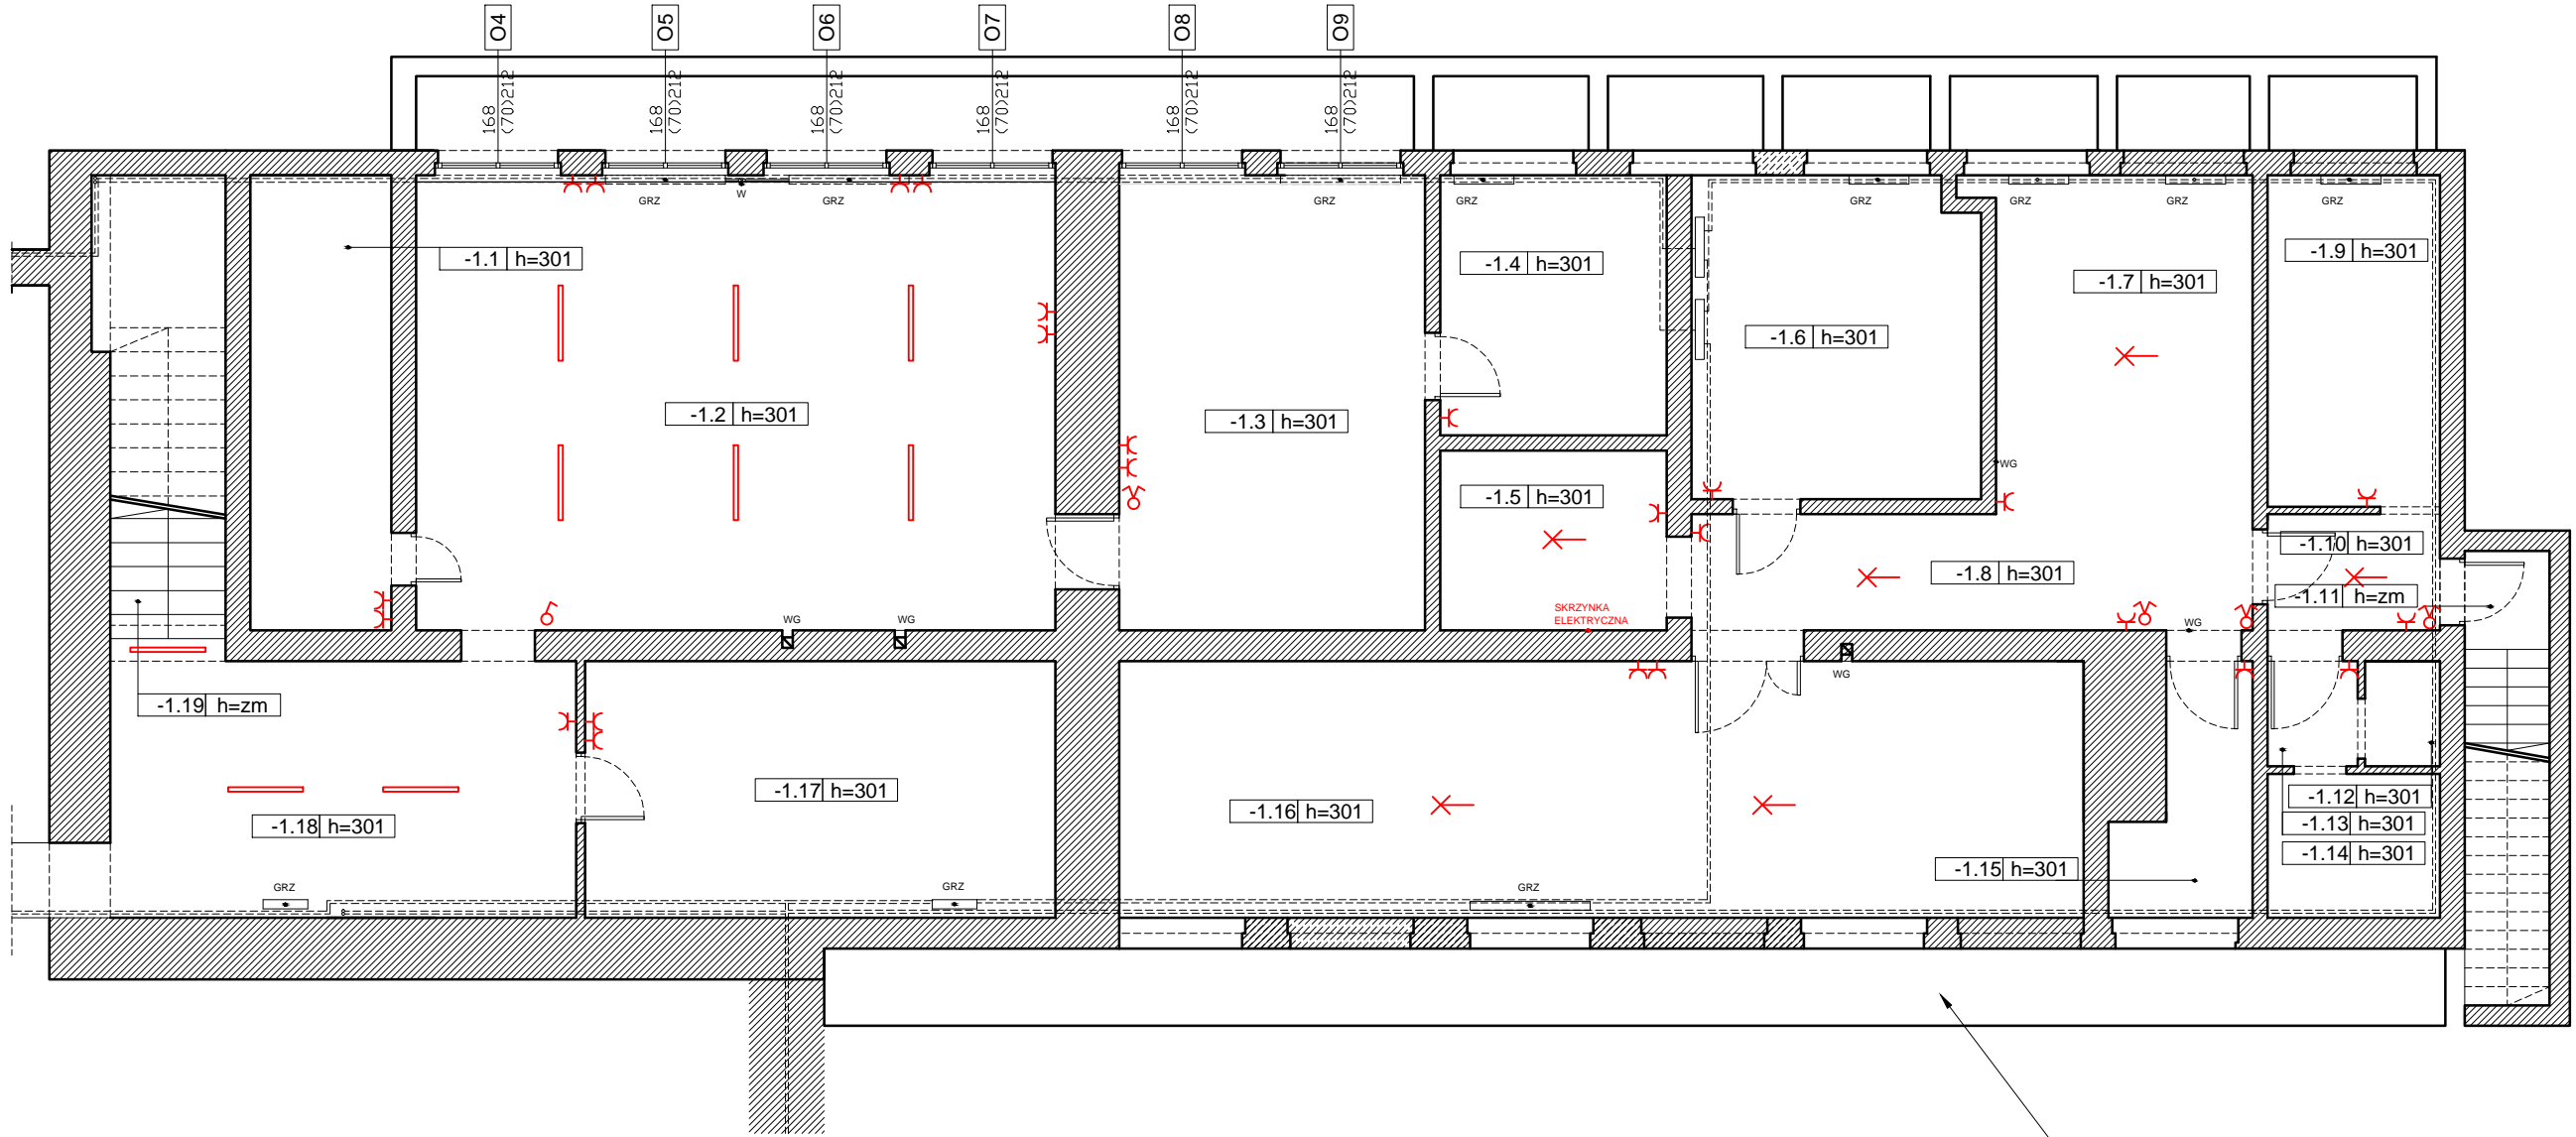 O4
O5
O6
O7
O8
O9
168
(70)212
168
(70)212
168
(70)212
168
(70)212
168
(70)212
168
(70)212
GRZ
W
GRZ
GRZ
GRZ
GRZ
GRZ
GRZ
GRZ
-1.1 h=301
-1.4 h=301
-1.9 h=301
-1.7 h=301
-1.6 h=301
-1.2 h=301
-1.3 h=301
WG
-1.5 h=301
-1.10 h=301
-1.8 h=301
-1.11 h=zm
SKRZYNKA
ELEKTRYCZNA
WG
WG
WG
WG
-1.19 h=zm
-1.17 h=301
-1.12 h=301
-1.16 h=301
-1.13 h=301
-1.18 h=301
-1.14 h=301
-1.15 h=301
GRZ
GRZ
GRZ